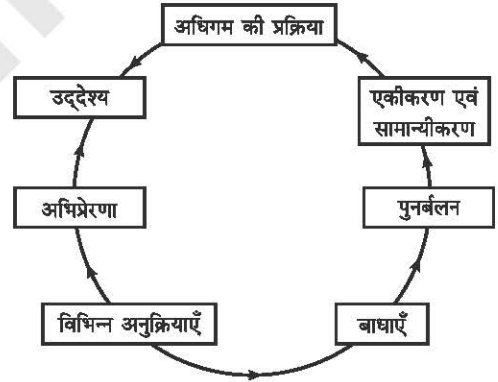 अधिगम की प्रक्रिया
उद्‌देश्य
एकीकरण एवं
सामान्यीकरण
अभिप्रेरणा
पुनर्बलन
विभिन्न अनुक्रियाएँ
बाधाएँ